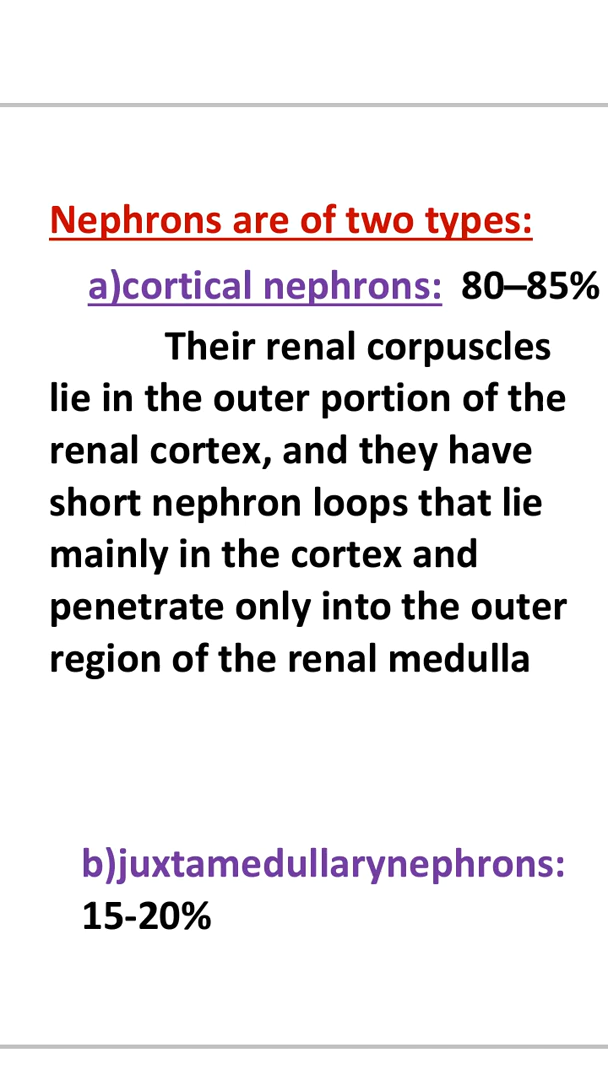 Nephrons are of two types:
a)cortical nephrons: 80–85%
Their renal corpuscles
lie in the outer portion of the
renal cortex, and they have
short nephron loops that lie
mainly in the cortex and
penetrate only into the outer
region of the renal medulla
b)juxtamedullarynephrons:
15-20%